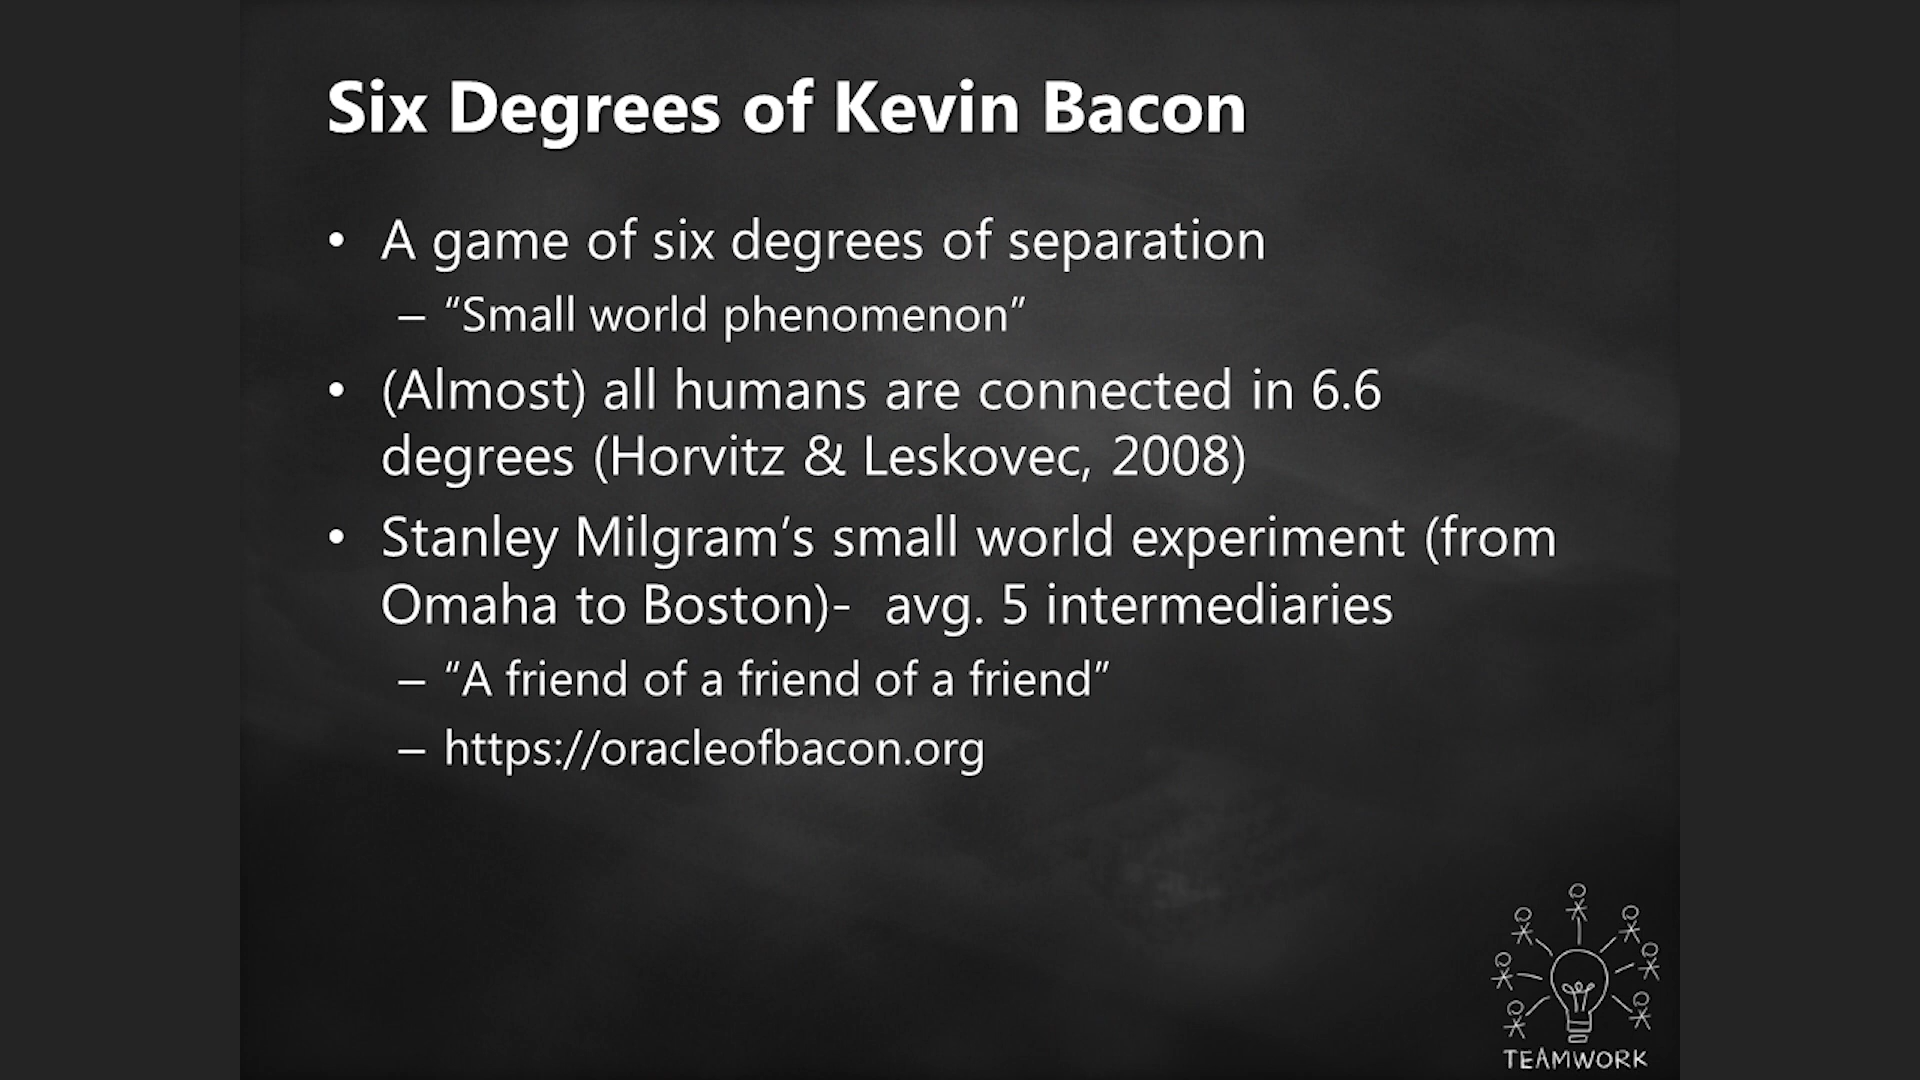 Six Degrees of Kevin Bacon
• A game of six degrees of separation
– “Small world phenomenon”
• (Almost) all humans are connected in 6.6
degrees (Horvitz & Leskovec, 2008)
• Stanley Milgram’s small world experiment (from
Omaha to Boston)-  avg. 5 intermediaries
– “A friend of a friend of a friend”
– https://oracleofbacon.org
TEAMWORK